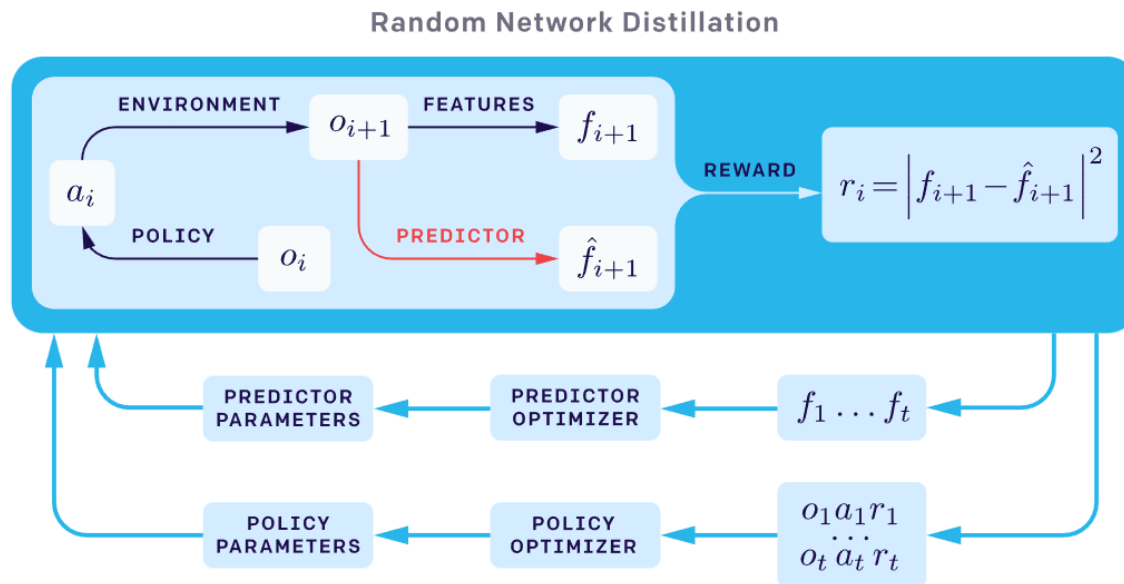 Random Network Distillation
ENVIRONMENT
o_{i+1}
FEATURES
f_{i+1}
a_i
REWARD
r_i = |f_{i+1} − f̂_{i+1}|^2
POLICY
o_i
PREDICTOR
f̂_{i+1}
PREDICTOR
PARAMETERS
PREDICTOR
OPTIMIZER
f_1 … f_t
POLICY
PARAMETERS
POLICY
OPTIMIZER
o_1 a_1 r_1
…
o_t a_t r_t